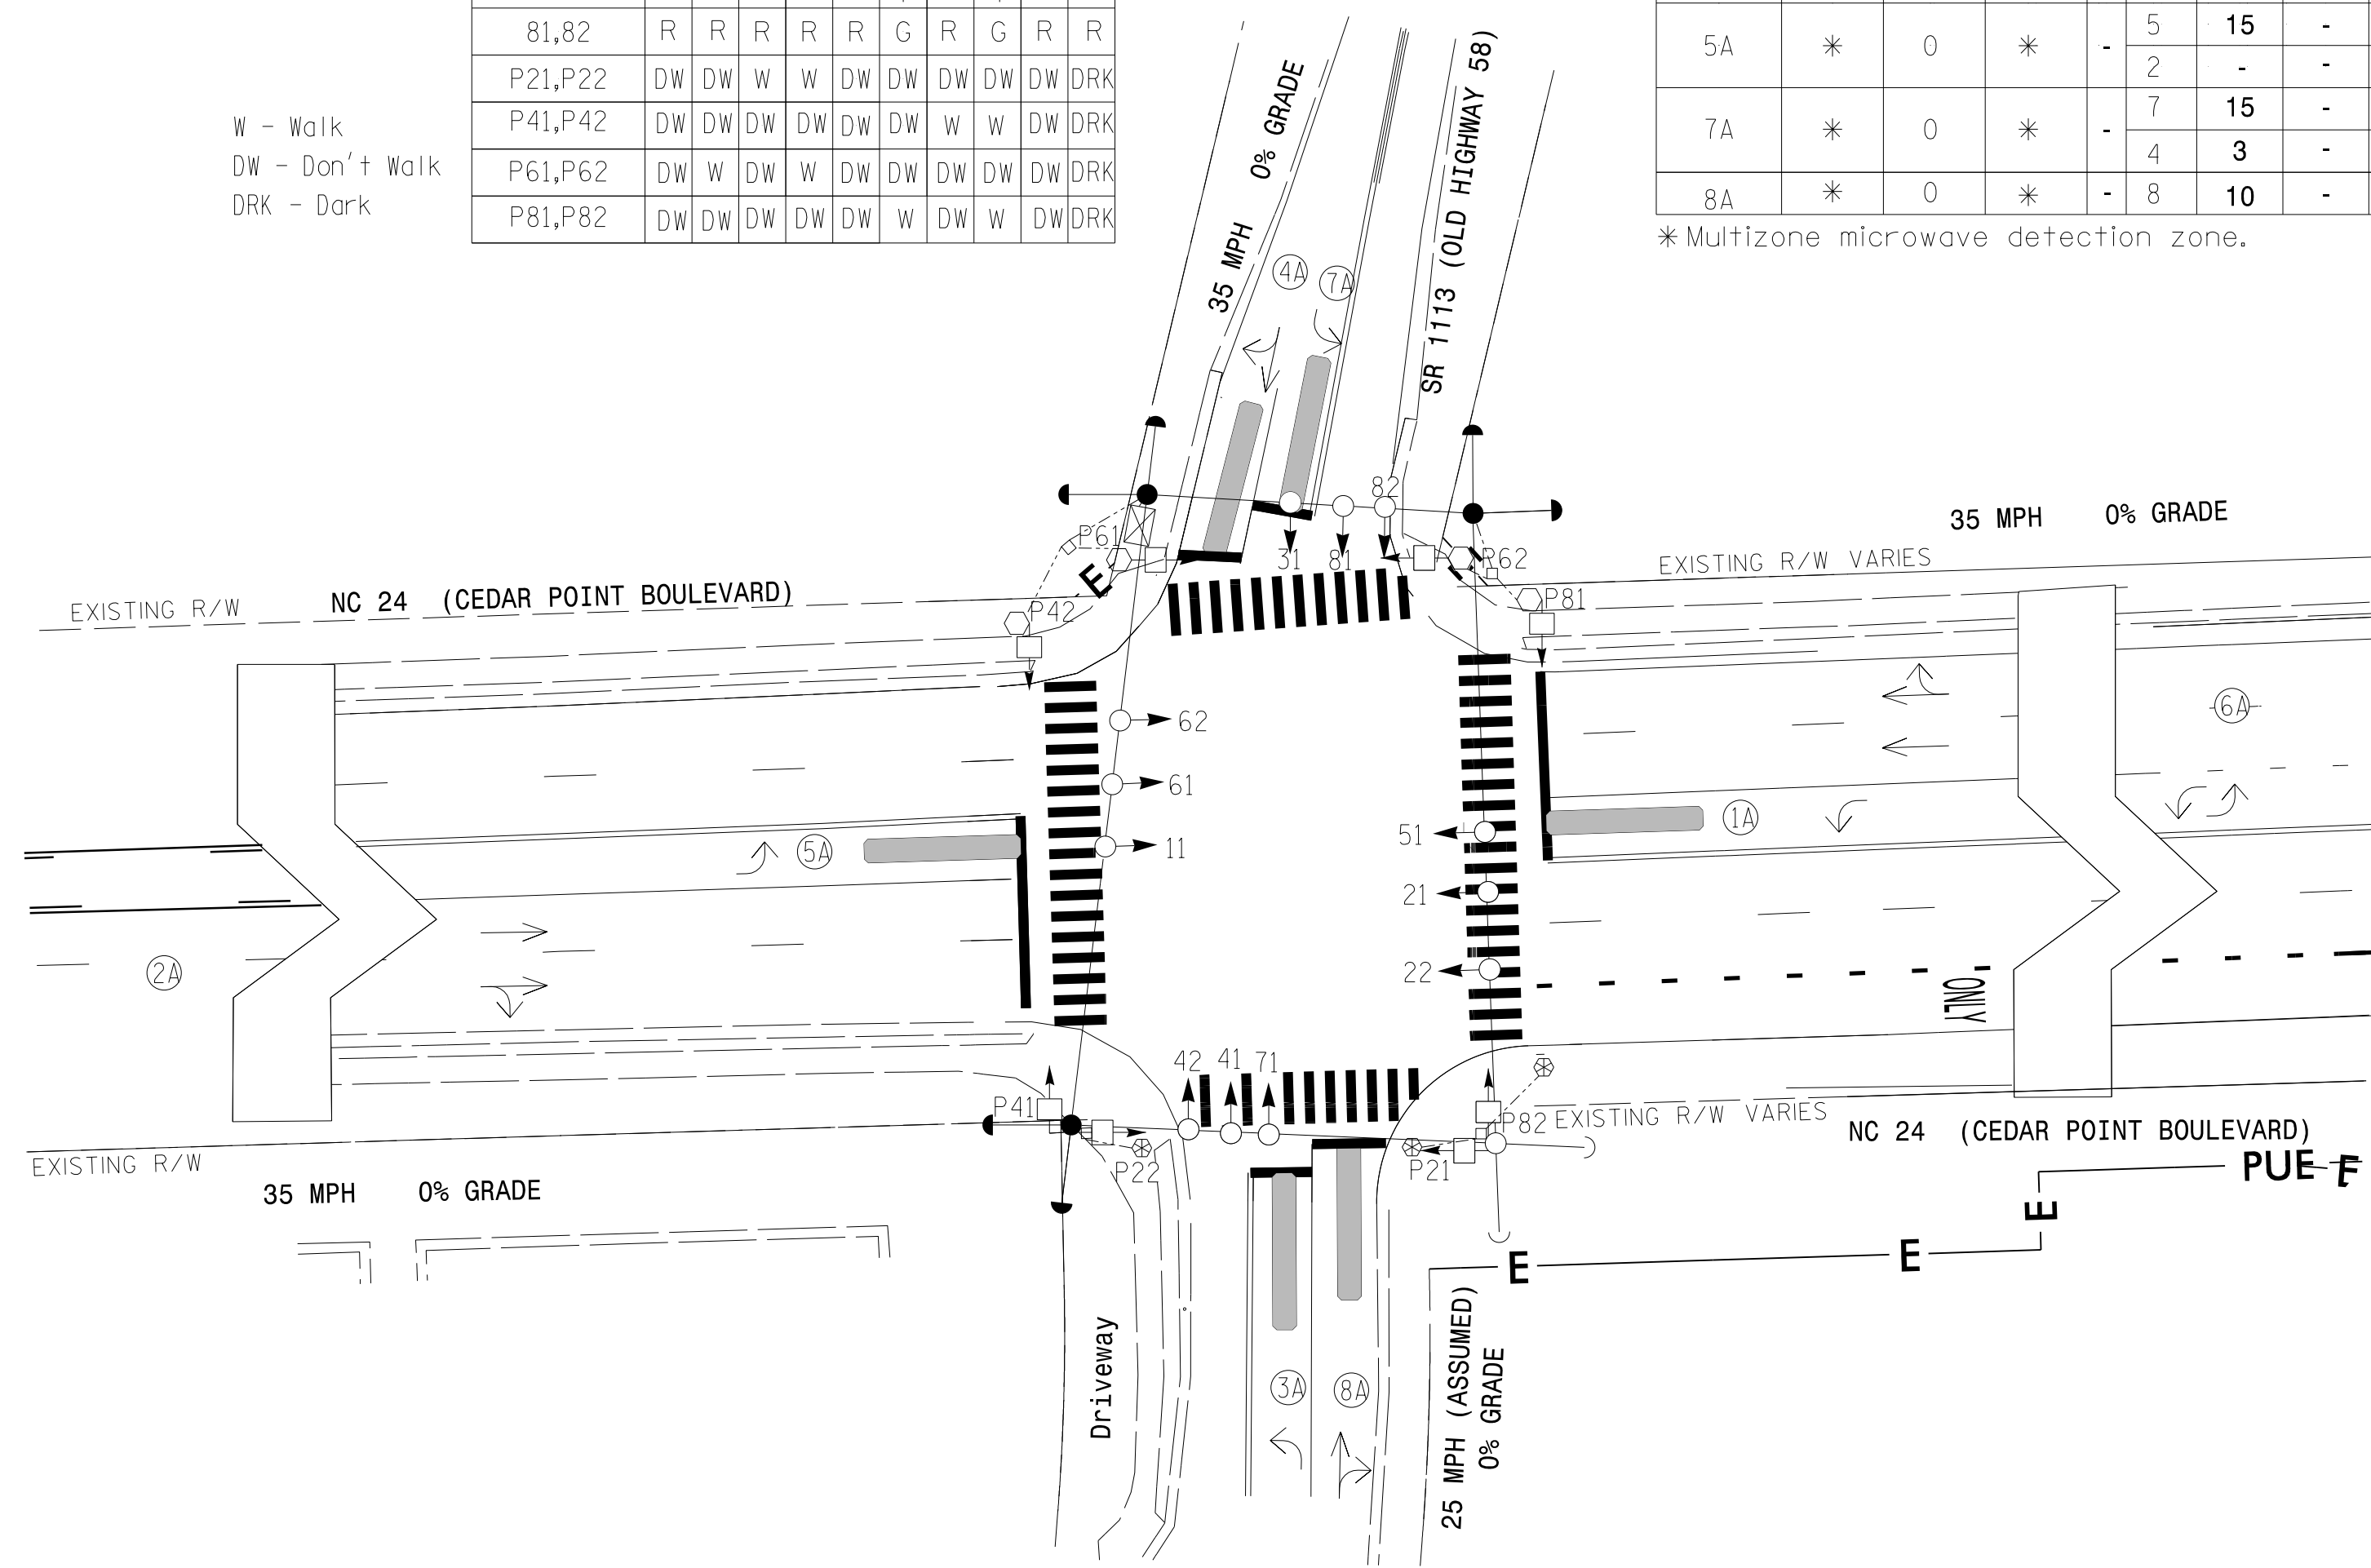 81,82 R R R R R G R G R R
P21,P22 DW DW W W DW DW DW DW DW DRK
P41,P42 DW DW DW DW DW DW W W DW DRK
P61,P62 DW W DW W DW DW DW DW DW DRK
P81,P82 DW DW DW DW DW W DW W DW DRK
W - Walk
DW - Don't Walk
DRK - Dark
5A * 0 * - 5 15 -
2 - -
7A * 0 * - 7 15 -
4 3 -
8A * 0 * - 8 10 -
* Multizone microwave detection zone.
35 MPH 0% GRADE
SR 1113 (OLD HIGHWAY 58)
4A
7A
82
31
81
P61
P62
E
P42
P81
35 MPH 0% GRADE
EXISTING R/W VARIES
EXISTING R/W
NC 24 (CEDAR POINT BOULEVARD)
62
61
11
51
21
22
6A
1A
5A
2A
ONLY
42
41
71
P41
P22
P21
P82
EXISTING R/W VARIES
NC 24 (CEDAR POINT BOULEVARD)
EXISTING R/W
35 MPH 0% GRADE
PUE
E
E
E
Driveway
3A
8A
25 MPH (ASSUMED)
0% GRADE